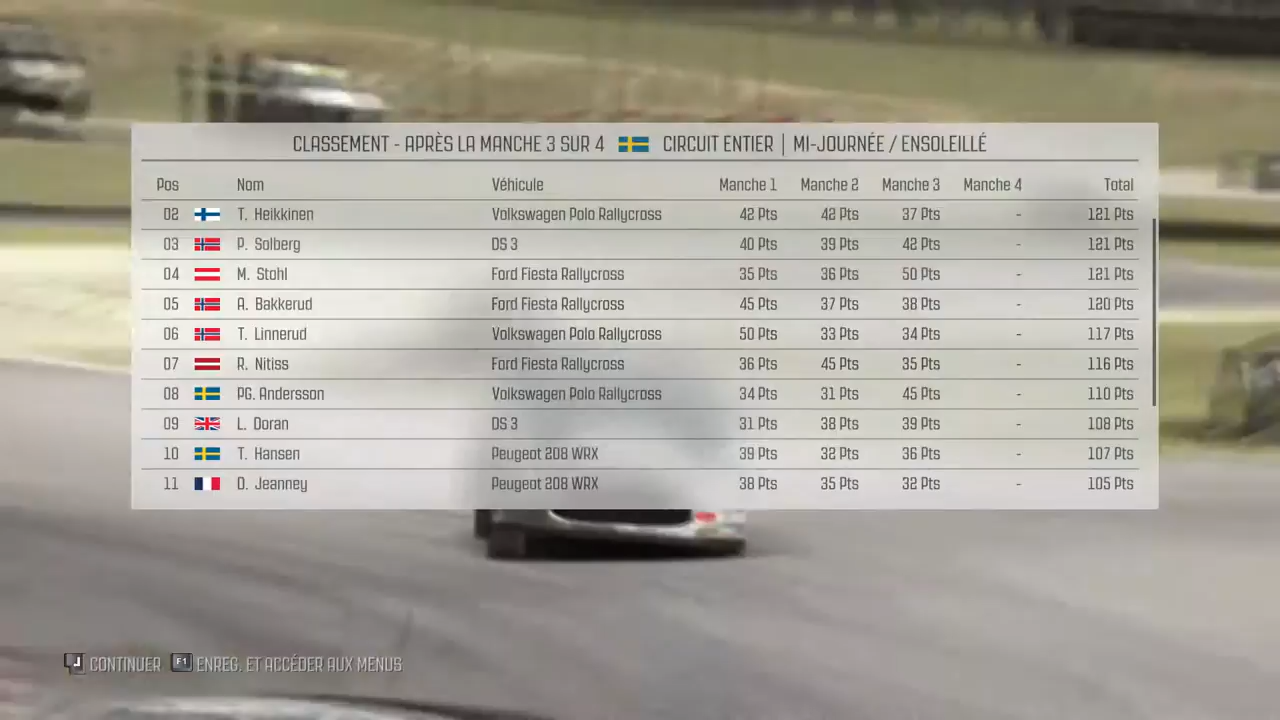 CLASSEMENT - APRÈS LA MANCHE 3 SUR 4 CIRCUIT ENTIER | MI-JOURNÉE / ENSOLEILLÉ
Pos Nom Véhicule Manche 1 Manche 2 Manche 3 Manche 4 Total
02 T. Heikkinen Volkswagen Polo Rallycross 42 Pts 42 Pts 37 Pts - 121 Pts
03 P. Solberg DS 3 40 Pts 39 Pts 42 Pts - 121 Pts
04 M. Stohl Ford Fiesta Rallycross 35 Pts 36 Pts 50 Pts - 121 Pts
05 A. Bakkerud Ford Fiesta Rallycross 45 Pts 37 Pts 38 Pts - 120 Pts
06 T. Linnerud Volkswagen Polo Rallycross 50 Pts 33 Pts 34 Pts - 117 Pts
07 R. Nitiss Ford Fiesta Rallycross 36 Pts 45 Pts 35 Pts - 116 Pts
08 PG. Andersson Volkswagen Polo Rallycross 34 Pts 31 Pts 45 Pts - 110 Pts
09 L. Doran DS 3 31 Pts 38 Pts 39 Pts - 108 Pts
10 T. Hansen Peugeot 208 WRX 39 Pts 32 Pts 36 Pts - 107 Pts
11 D. Jeanney Peugeot 208 WRX 38 Pts 35 Pts 32 Pts - 105 Pts
CONTINUER F1 ENREG. ET ACCÉDER AUX MENUS